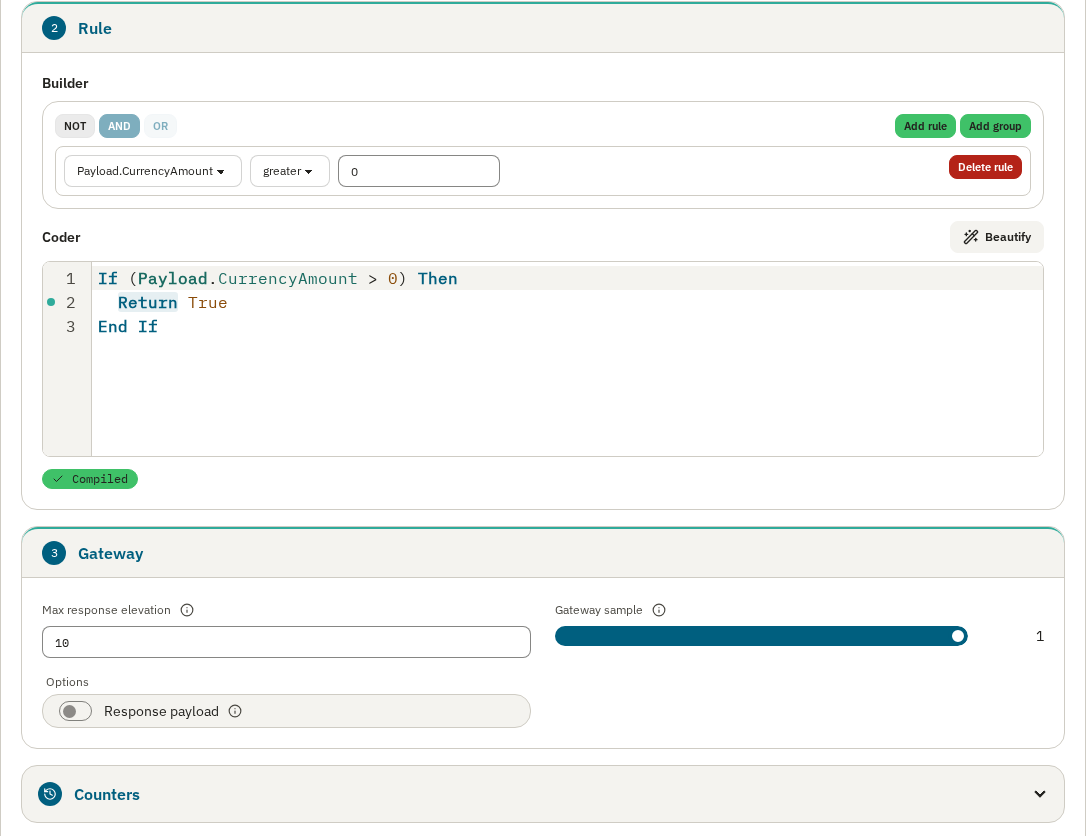 2 Rule
Builder
NOT AND OR Add rule Add group
Payload.CurrencyAmount greater 0 Delete rule
Coder Beautify
1 If (Payload.CurrencyAmount > 0) Then
2 Return True
3 End If
Compiled
3 Gateway
Max response elevation Gateway sample
10 1
Options
Response payload
Counters